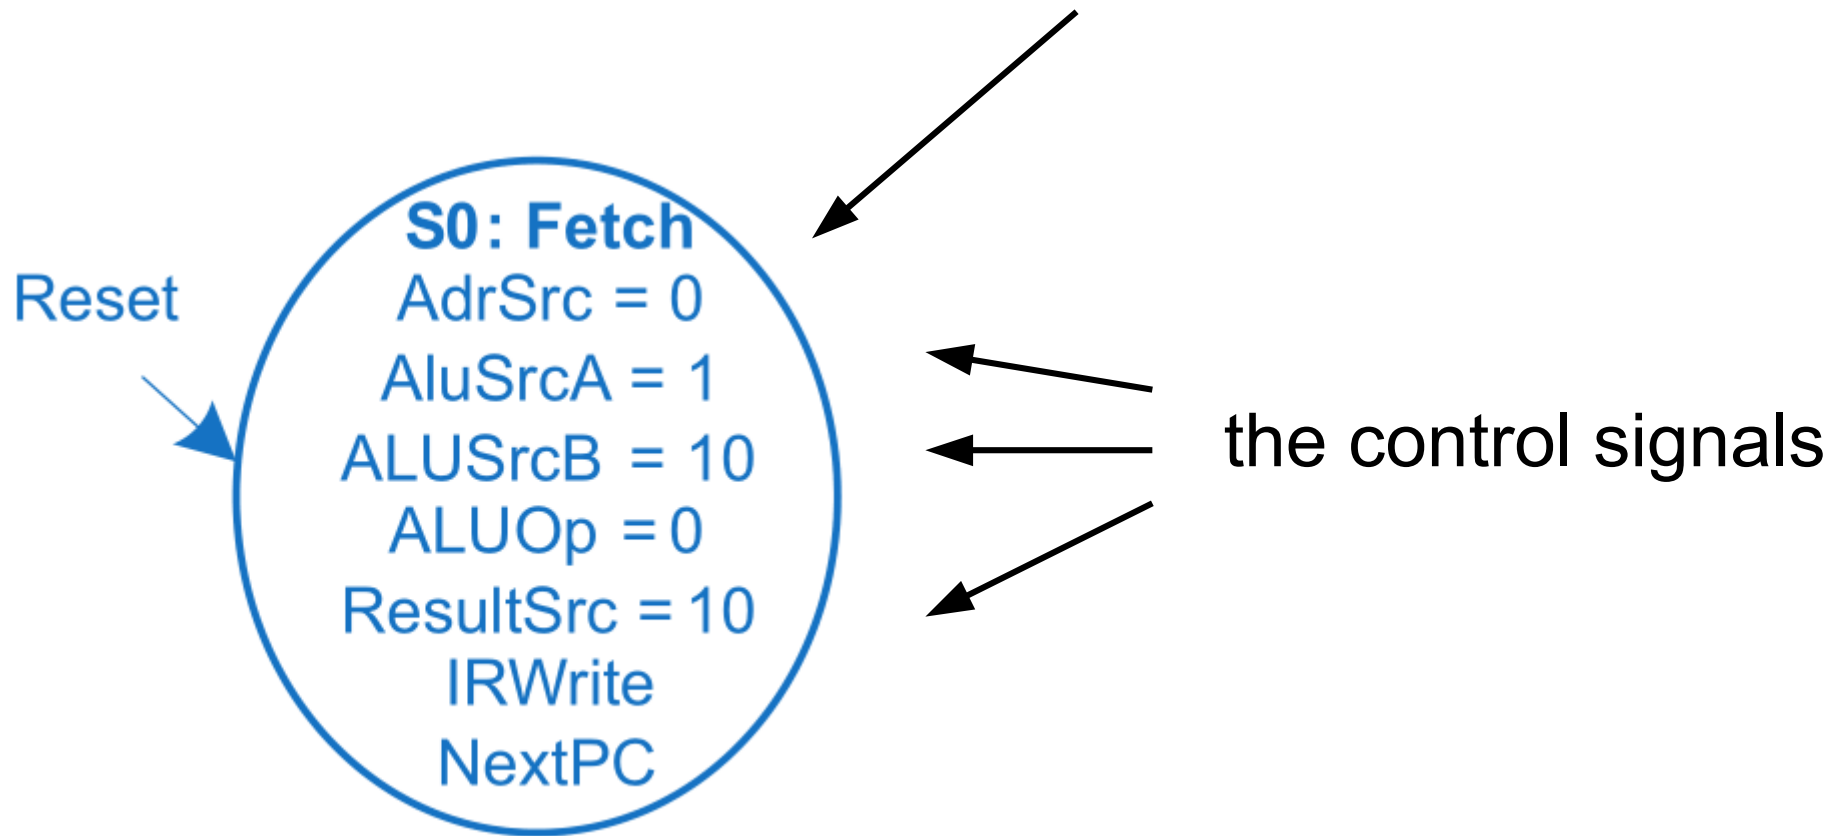 S0: Fetch
Reset
AdrSrc = 0
AluSrcA = 1
ALUSrcB = 10
the control signals
ALUOp = 0
ResultSrc = 10
IRWrite
NextPC